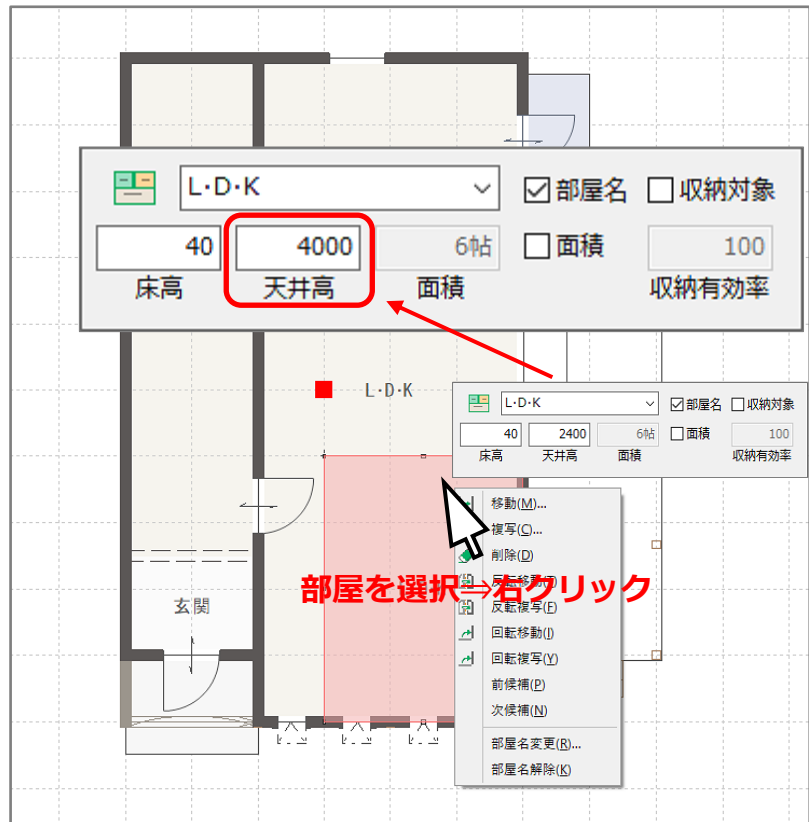 L・D・K
部屋名
収納対象
40
4000
6帖
面積
100
床高
天井高
面積
収納有効率
L・D・K
L・D・K
部屋名
収納対象
40
2400
6帖
面積
100
床高
天井高
面積
収納有効率
移動(M)...
複写(C)...
削除(D)
部屋を選択⇒右クリック
反転複写(F)
回転移動(I)
回転複写(Y)
前候補(P)
次候補(N)
部屋名変更(R)...
部屋名解除(K)
玄関